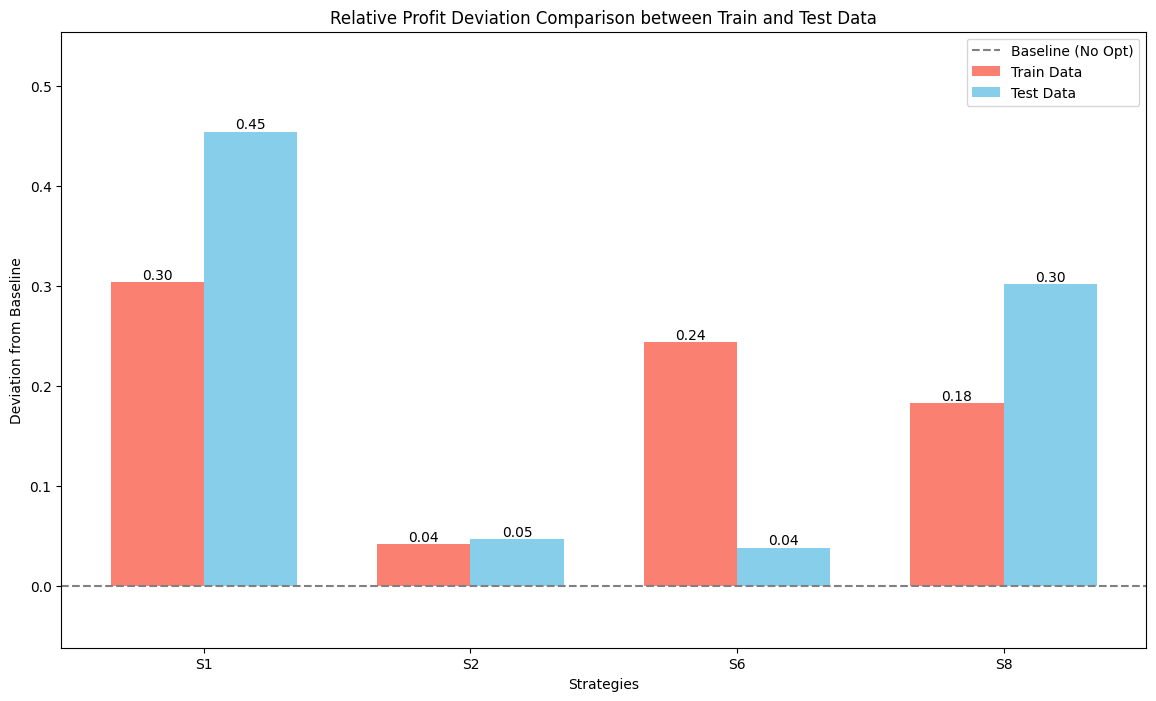 Relative Profit Deviation Comparison between Train and Test Data
Baseline (No Opt)
Train Data
Test Data
Deviation from Baseline
0.5
0.4
0.3
0.2
0.1
0.0
0.30
0.45
0.04
0.05
0.24
0.04
0.18
0.30
S1
S2
S6
S8
Strategies